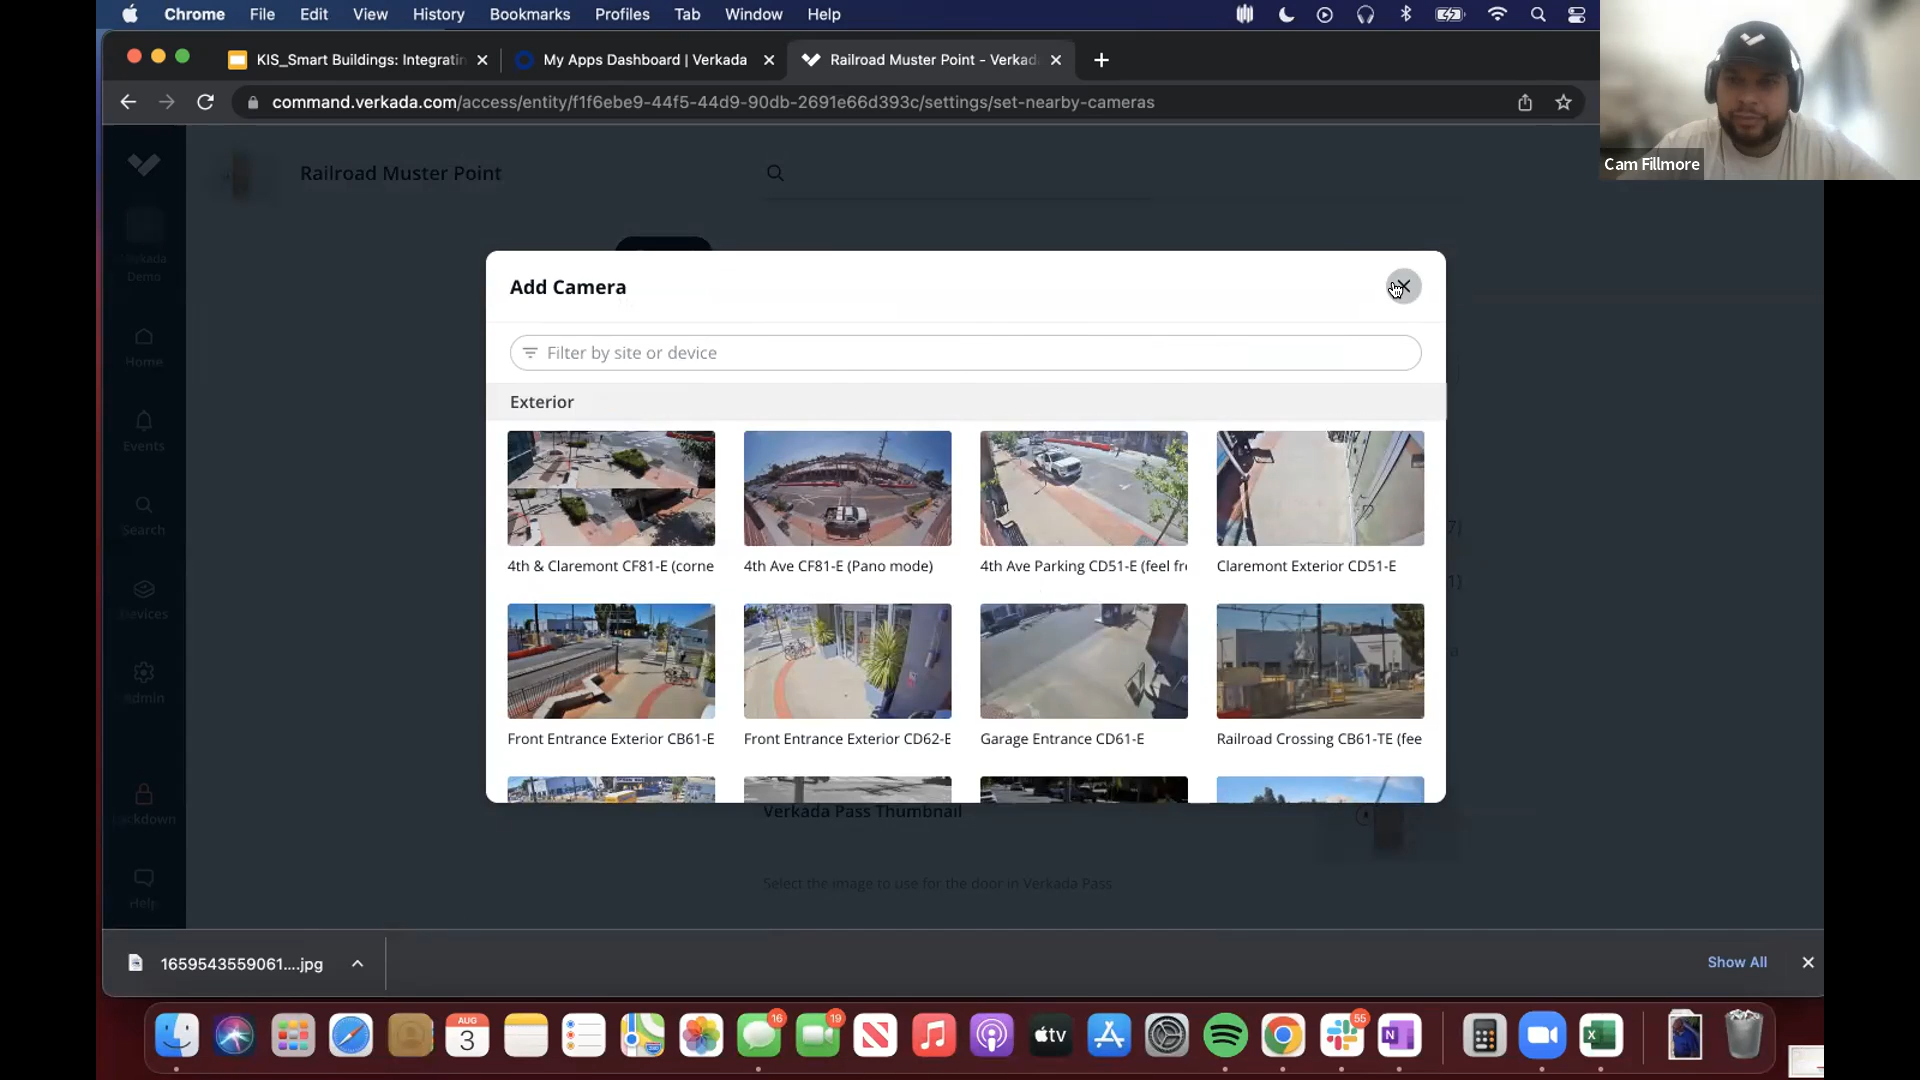 Chrome File Edit View History Bookmarks Profiles Tab Window Help
KIS_Smart Buildings: Integratin
My Apps Dashboard | Verkada
Railroad Muster Point - Verkad
command.verkada.com/access/entity/f1f6ebe9-44f5-44d9-90db-2691e66d393c/settings/set-nearby-cameras
Cam Fillmore
Railroad Muster Point
Demo
Home
Events
Search
Admin
Help
Add Camera
Filter by site or device
Exterior
4th & Claremont CF81-E (corne
4th Ave CF81-E (Pano mode)
4th Ave Parking CD51-E (feel fr
Claremont Exterior CD51-E
Front Entrance Exterior CB61-E
Front Entrance Exterior CD62-E
Garage Entrance CD61-E
Railroad Crossing CB61-TE (fee
Verkada Pass Thumbnail
Select the image to use for the door in Verkada Pass
1659543559061....jpg
Show All
AUG
3
16
19
tv
55